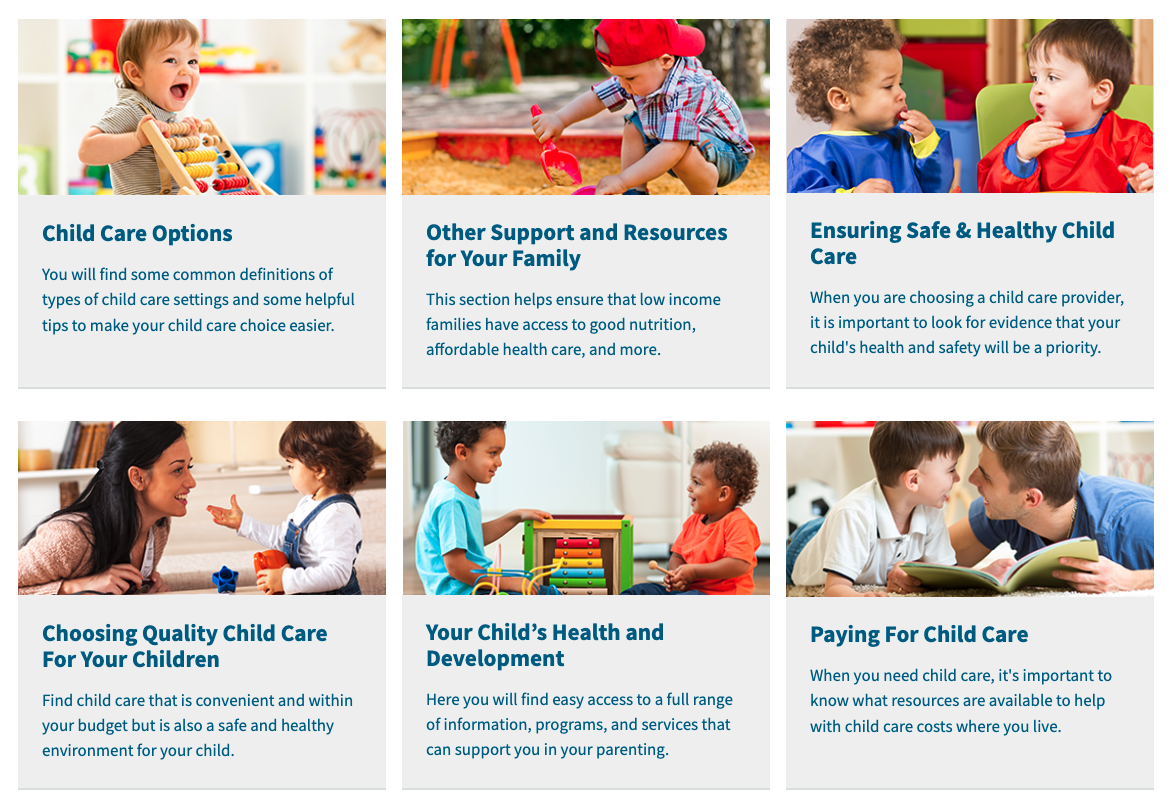 Child Care Options
You will find some common definitions of
types of child care settings and some helpful
tips to make your child care choice easier.
Other Support and Resources
for Your Family
This section helps ensure that low income
families have access to good nutrition,
affordable health care, and more.
Ensuring Safe & Healthy Child
Care
When you are choosing a child care provider,
it is important to look for evidence that your
child's health and safety will be a priority.
Choosing Quality Child Care
For Your Children
Find child care that is convenient and within
your budget but is also a safe and healthy
environment for your child.
Your Child’s Health and
Development
Here you will find easy access to a full range
of information, programs, and services that
can support you in your parenting.
Paying For Child Care
When you need child care, it's important to
know what resources are available to help
with child care costs where you live.